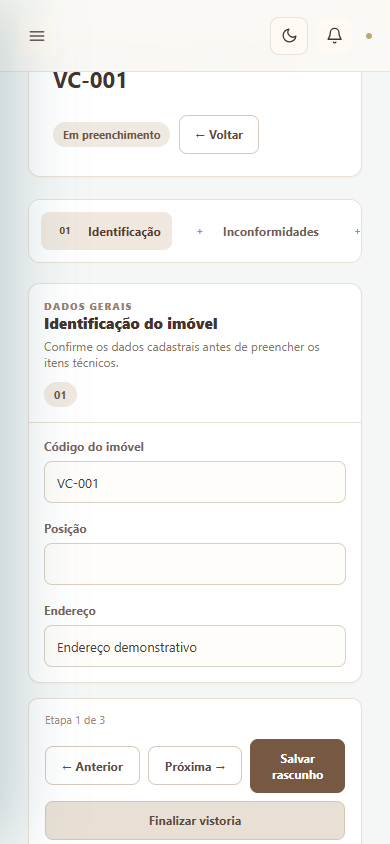 VC-001
Em preenchimento
← Voltar
01 Identificação + Inconformidades +
DADOS GERAIS
Identificação do imóvel
Confirme os dados cadastrais antes de preencher os
itens técnicos.
01
Código do imóvel
VC-001
Posição
Endereço
Endereço demonstrativo
Etapa 1 de 3
← Anterior
Próxima →
Salvar
rascunho
Finalizar vistoria